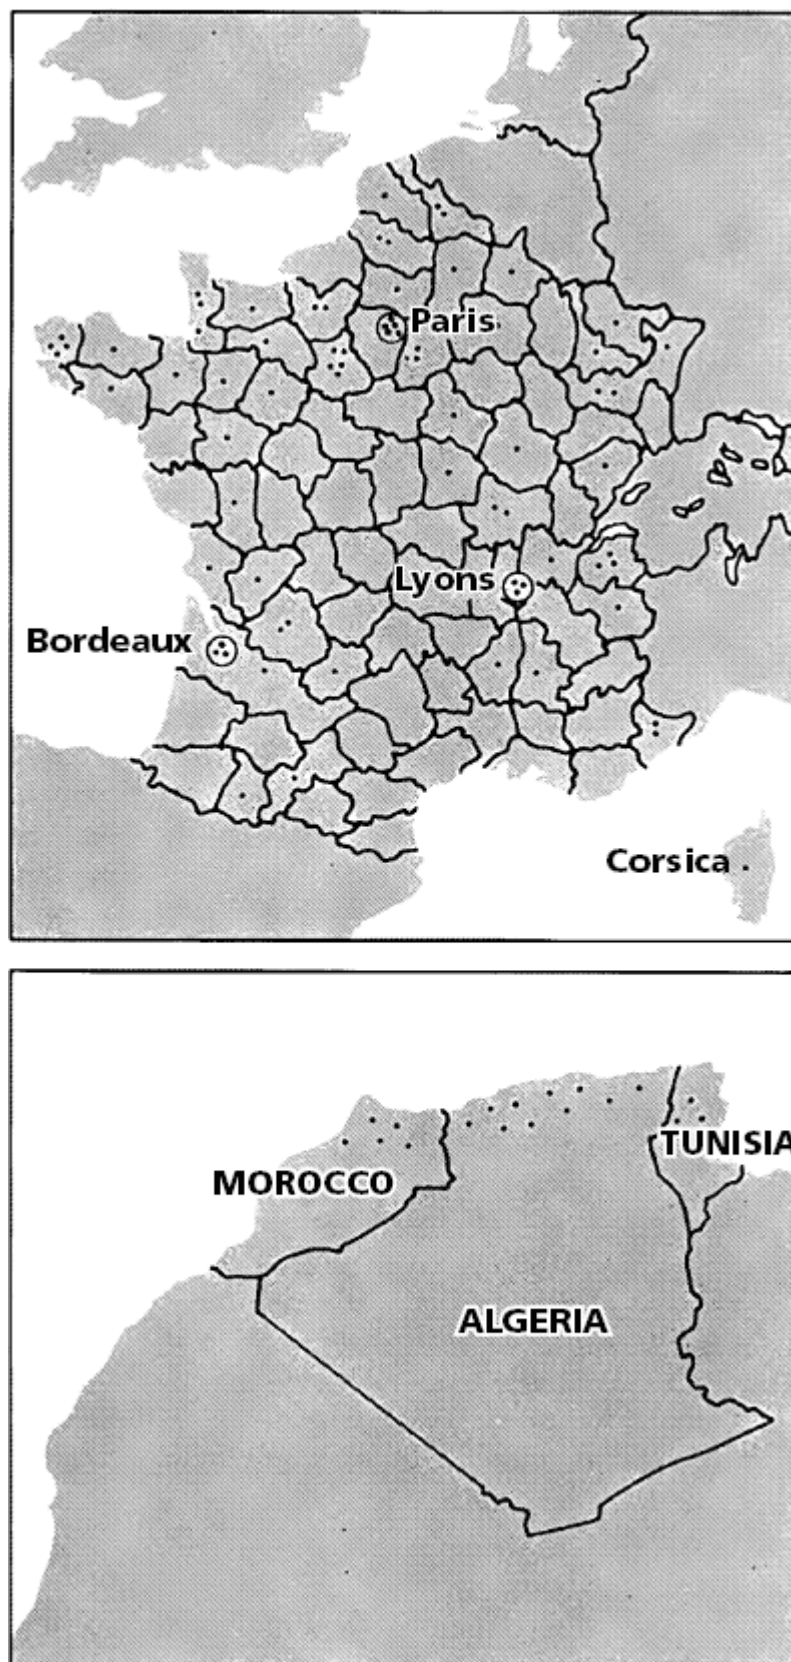 Paris
Lyons
Bordeaux
Corsica
TUNISIA
MOROCCO
ALGERIA